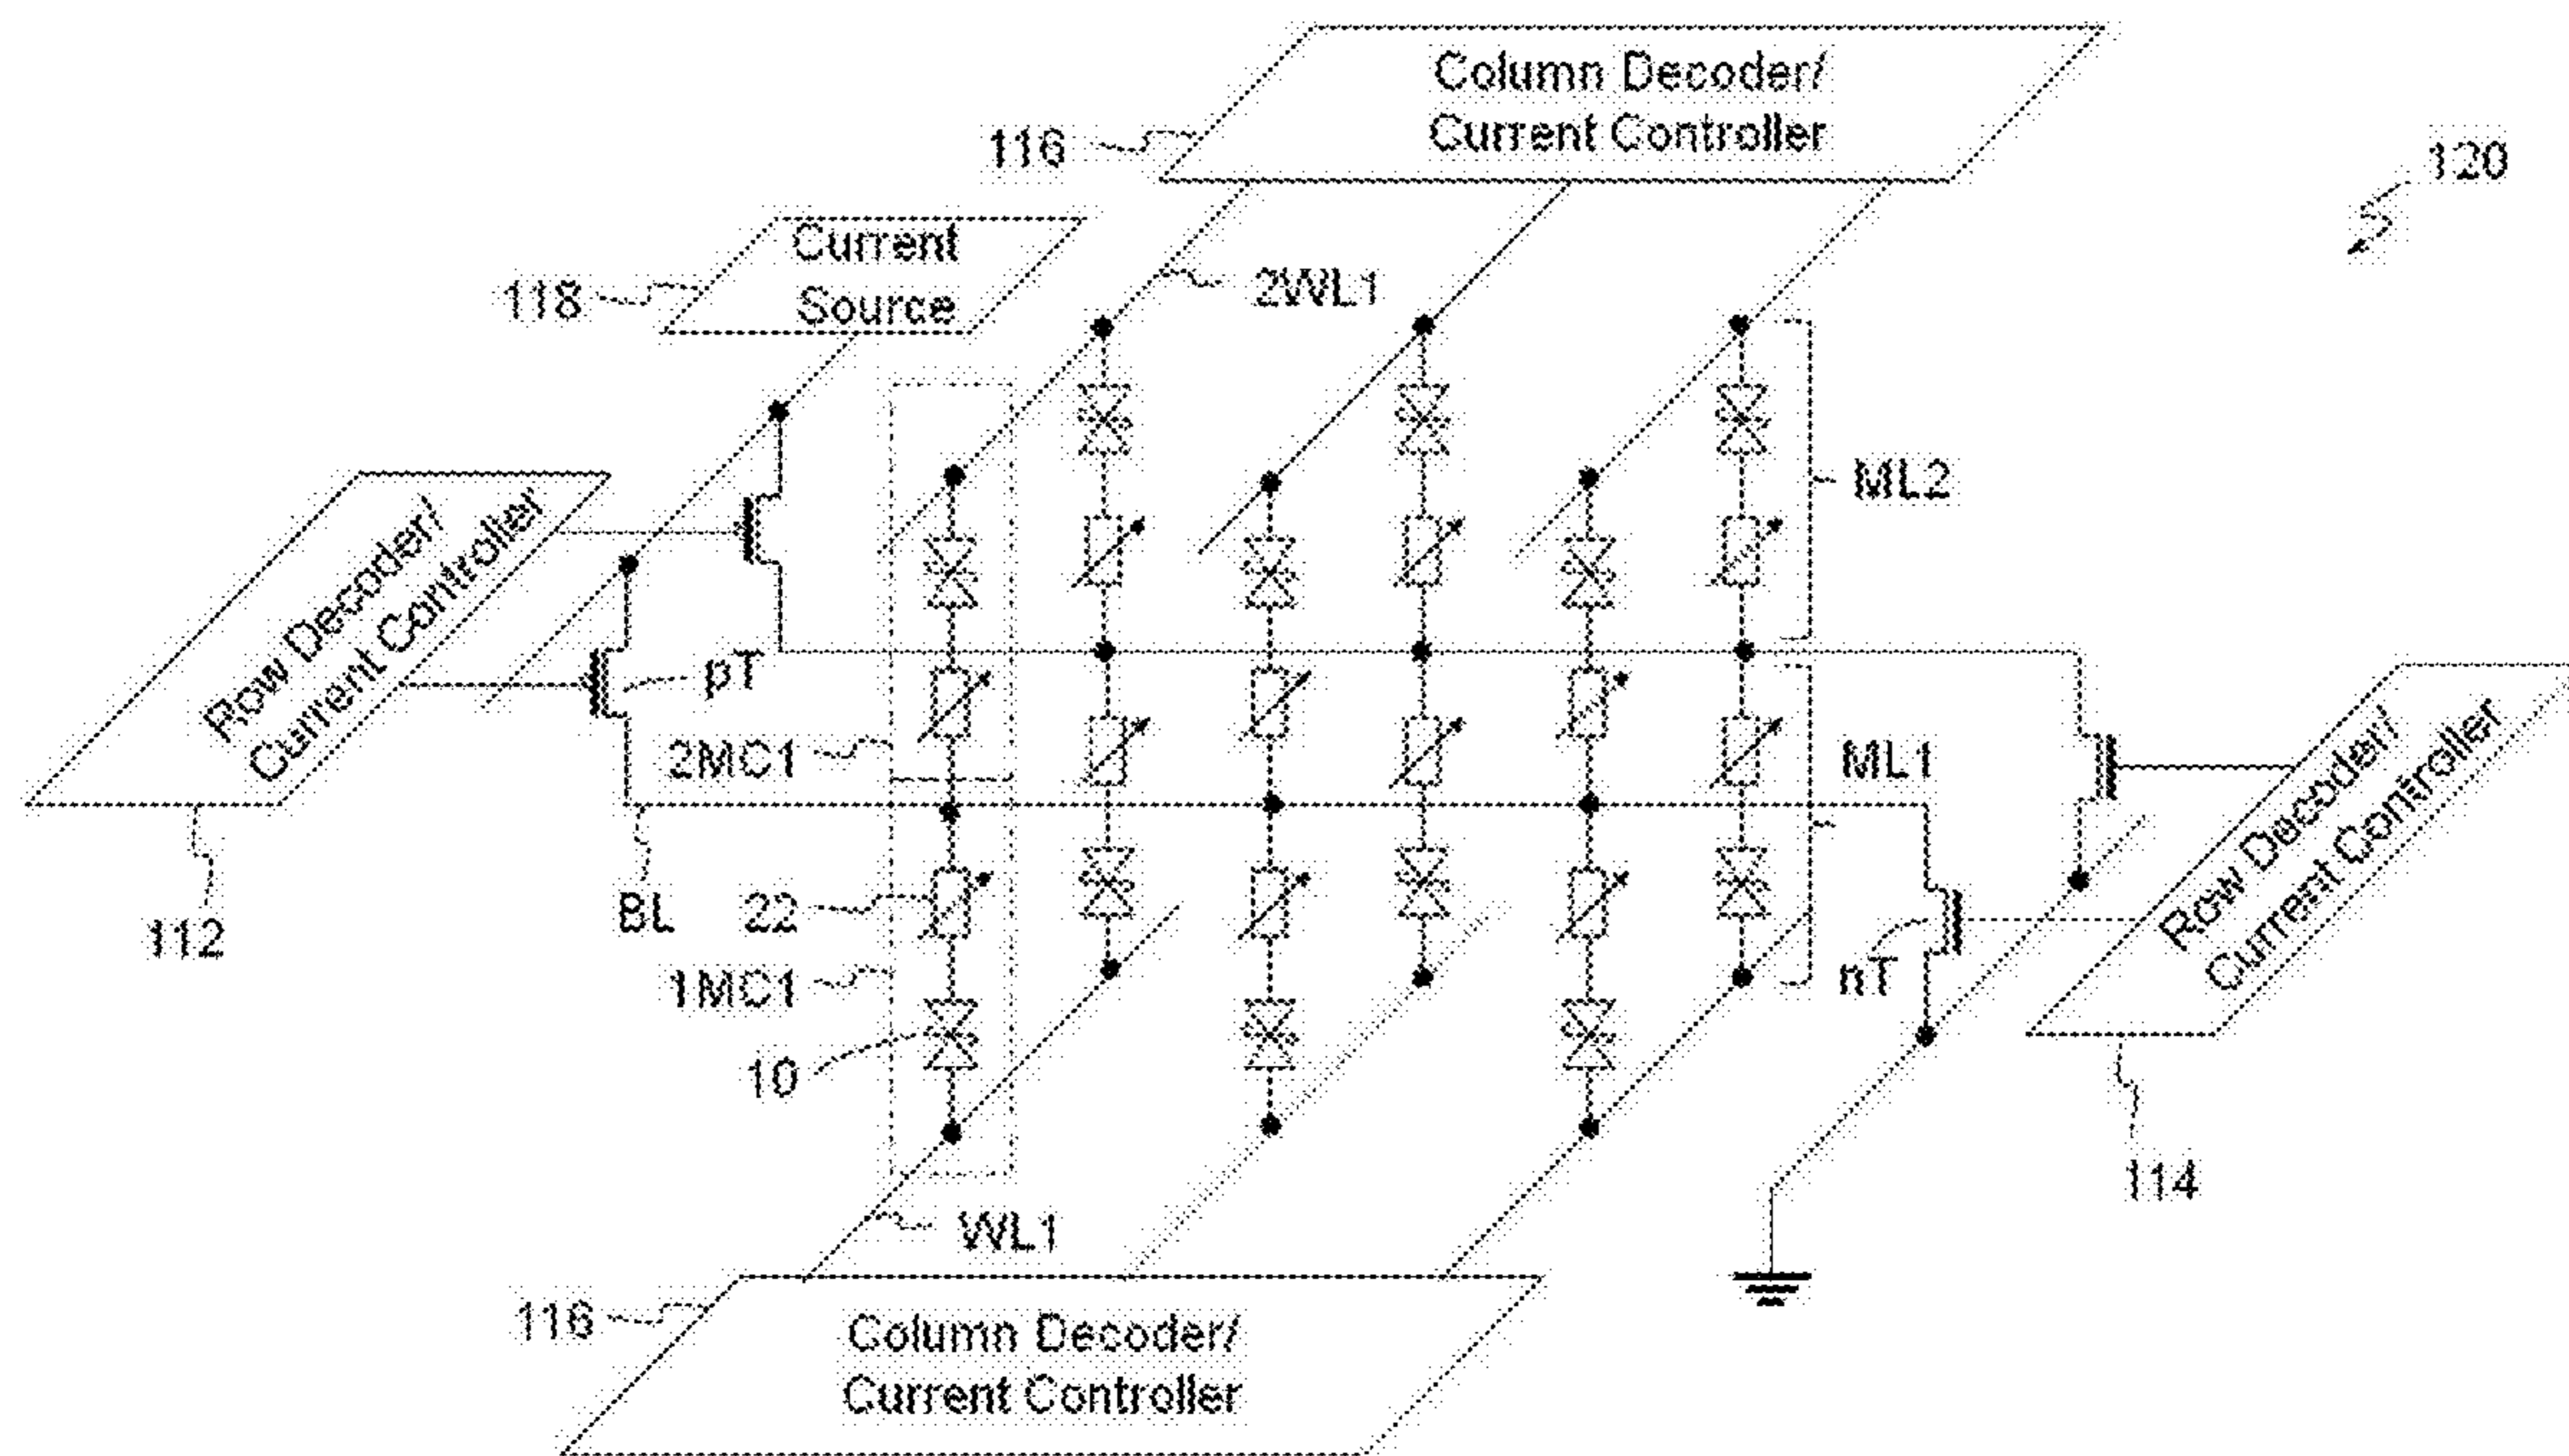 Column Decoder/
Current Controller
116
120
Current
Source
118
2WL1
ML2
Row Decoder/
Current Controller
pT
2MC1
ML1
Row Decoder/
Current Controller
BL
22
112
1MC1
nT
10
114
WL1
116
Column Decoder/
Current Controller